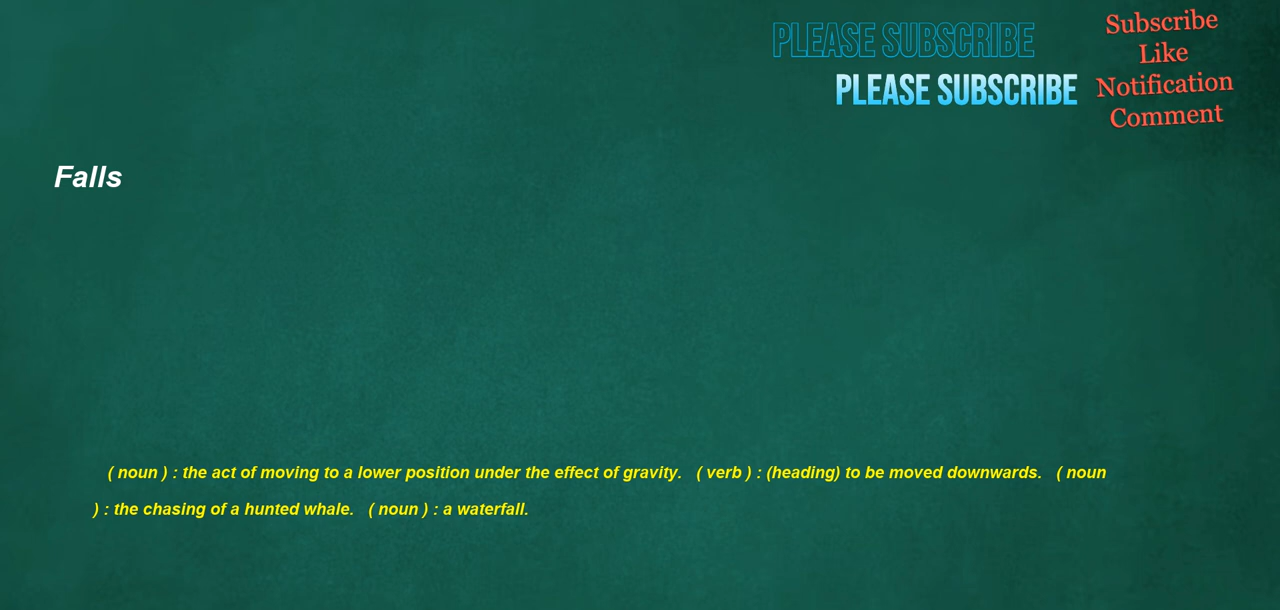 PLEASE SUBSCRIBE
PLEASE SUBSCRIBE
Subscribe
Like
Notification
Comment
Falls
( noun ) : the act of moving to a lower position under the effect of gravity.   ( verb ) : (heading) to be moved downwards.   ( noun
) : the chasing of a hunted whale.   ( noun ) : a waterfall.